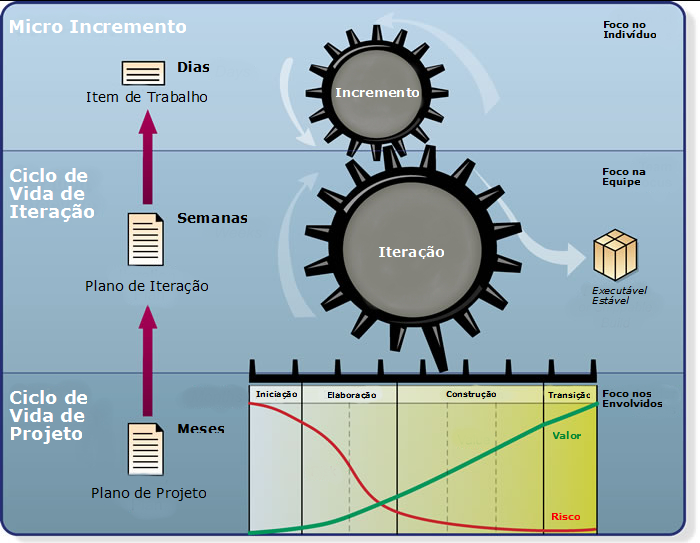 Micro Incremento
Foco no
Indivíduo
Dias
Item de Trabalho
Incremento
Ciclo de
Vida de
Iteração
Foco na
Equipe
Semanas
Plano de Iteração
Iteração
Executável
Estável
Ciclo de
Vida de
Projeto
Foco nos
Envolvidos
Meses
Plano de Projeto
Iniciação
Elaboração
Construção
Transição
Valor
Risco